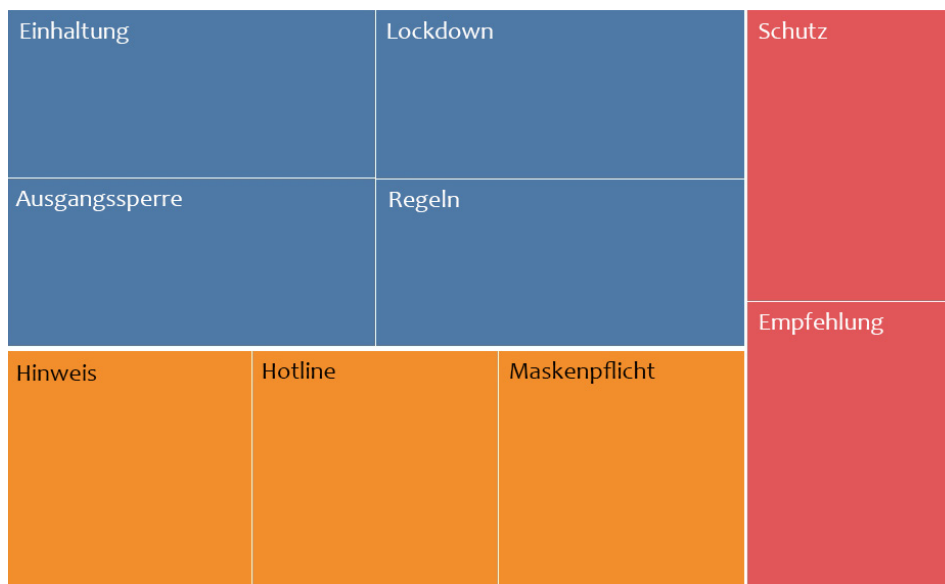 Einhaltung
Lockdown
Schutz
Ausgangssperre
Regeln
Empfehlung
Hinweis
Hotline
Maskenpflicht